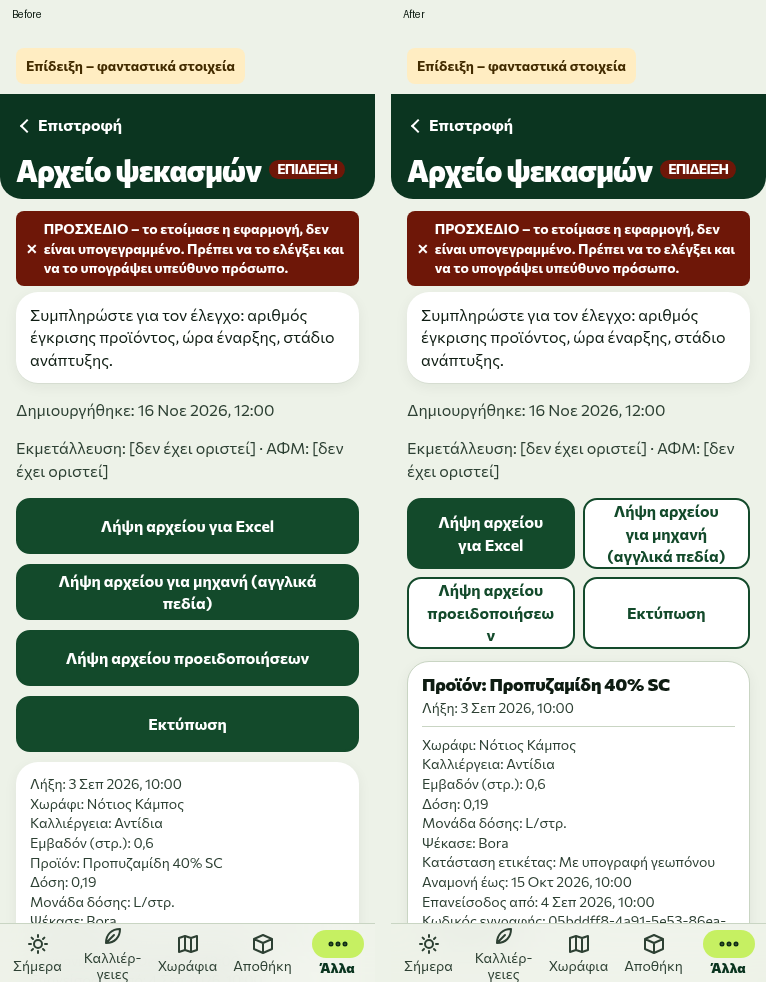 Before
Επίδειξη – φανταστικά στοιχεία
Επιστροφή
Αρχείο ψεκασμών ΕΠΙΔΕΙΞΗ
ΠΡΟΣΧΕΔΙΟ – το ετοίμασε η εφαρμογή, δεν
× είναι υπογεγραμμένο. Πρέπει να το ελέγξει και
να το υπογράψει υπεύθυνο πρόσωπο.
Συμπληρώστε για τον έλεγχο: αριθμός
έγκρισης προϊόντος, ώρα έναρξης, στάδιο
ανάπτυξης.
Δημιουργήθηκε: 16 Νοε 2026, 12:00
Εκμετάλλευση: [δεν έχει οριστεί] · ΑΦΜ: [δεν
έχει οριστεί]
Λήψη αρχείου για Excel
Λήψη αρχείου για μηχανή (αγγλικά
πεδία)
Λήψη αρχείου προειδοποιήσεων
Εκτύπωση
Λήξη: 3 Σεπ 2026, 10:00
Χωράφι: Νότιος Κάμπος
Καλλιέργεια: Αντίδια
Εμβαδόν (στρ.): 0,6
Προϊόν: Προπυζαμίδη 40% SC
Δόση: 0,19
Μονάδα δόσης: L/στρ.
Ψέκασε: Bora
Σήμερα
Καλλιέρ-
γειες
Χωράφια
Αποθήκη
Άλλα
After
Επίδειξη – φανταστικά στοιχεία
Επιστροφή
Αρχείο ψεκασμών ΕΠΙΔΕΙΞΗ
ΠΡΟΣΧΕΔΙΟ – το ετοίμασε η εφαρμογή, δεν
× είναι υπογεγραμμένο. Πρέπει να το ελέγξει και
να το υπογράψει υπεύθυνο πρόσωπο.
Συμπληρώστε για τον έλεγχο: αριθμός
έγκρισης προϊόντος, ώρα έναρξης, στάδιο
ανάπτυξης.
Δημιουργήθηκε: 16 Νοε 2026, 12:00
Εκμετάλλευση: [δεν έχει οριστεί] · ΑΦΜ: [δεν
έχει οριστεί]
Λήψη αρχείου
για Excel
Λήψη αρχείου
για μηχανή
(αγγλικά πεδία)
Λήψη αρχείου
προειδοποιήσεω
ν
Εκτύπωση
Προϊόν: Προπυζαμίδη 40% SC
Λήξη: 3 Σεπ 2026, 10:00
Χωράφι: Νότιος Κάμπος
Καλλιέργεια: Αντίδια
Εμβαδόν (στρ.): 0,6
Δόση: 0,19
Μονάδα δόσης: L/στρ.
Ψέκασε: Bora
Κατάσταση ετικέτας: Με υπογραφή γεωπόνου
Αναμονή έως: 15 Οκτ 2026, 10:00
Επανείσοδος από: 4 Σεπ 2026, 10:00
Κωδικός εγγραφής: 05bddff8-4a91-5e53-86ea-
Σήμερα
Καλλιέρ-
γειες
Χωράφια
Αποθήκη
Άλλα